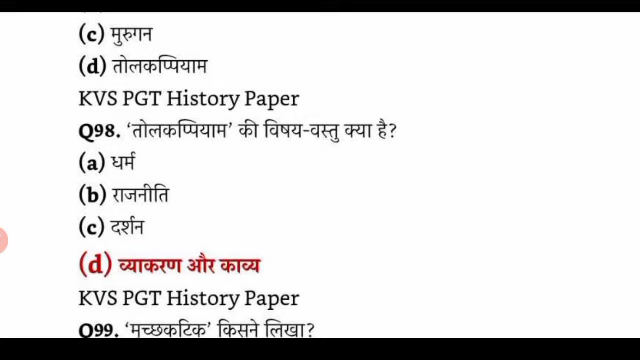 (c) मुरुगन
(d) तोलकप्पियाम
KVS PGT History Paper
Q98. ‘तोलकप्पियाम’ की विषय-वस्तु क्या है?
(a) धर्म
(b) राजनीति
(c) दर्शन
(d) व्याकरण और काव्य
KVS PGT History Paper
Q99. ‘मृच्छकटिक’ किसने लिखा?